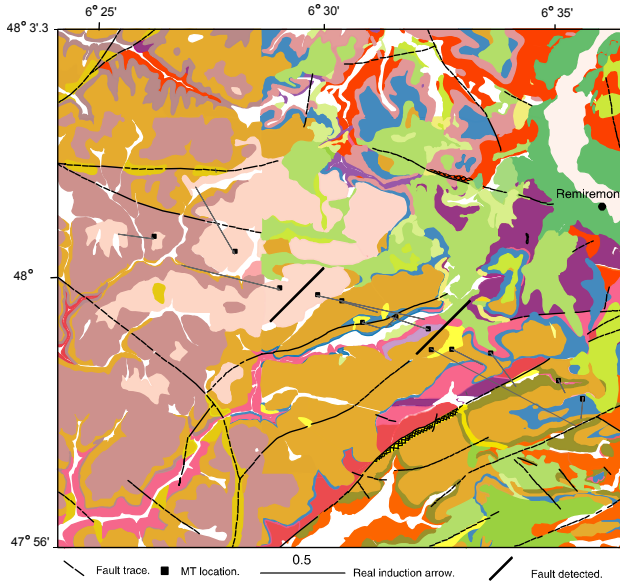 6° 25' 6° 30' 6° 35'
48° 3'.3
Remiremon
48°
47° 56'
0.5
Fault trace. MT location. Real induction arrow. Fault detected.